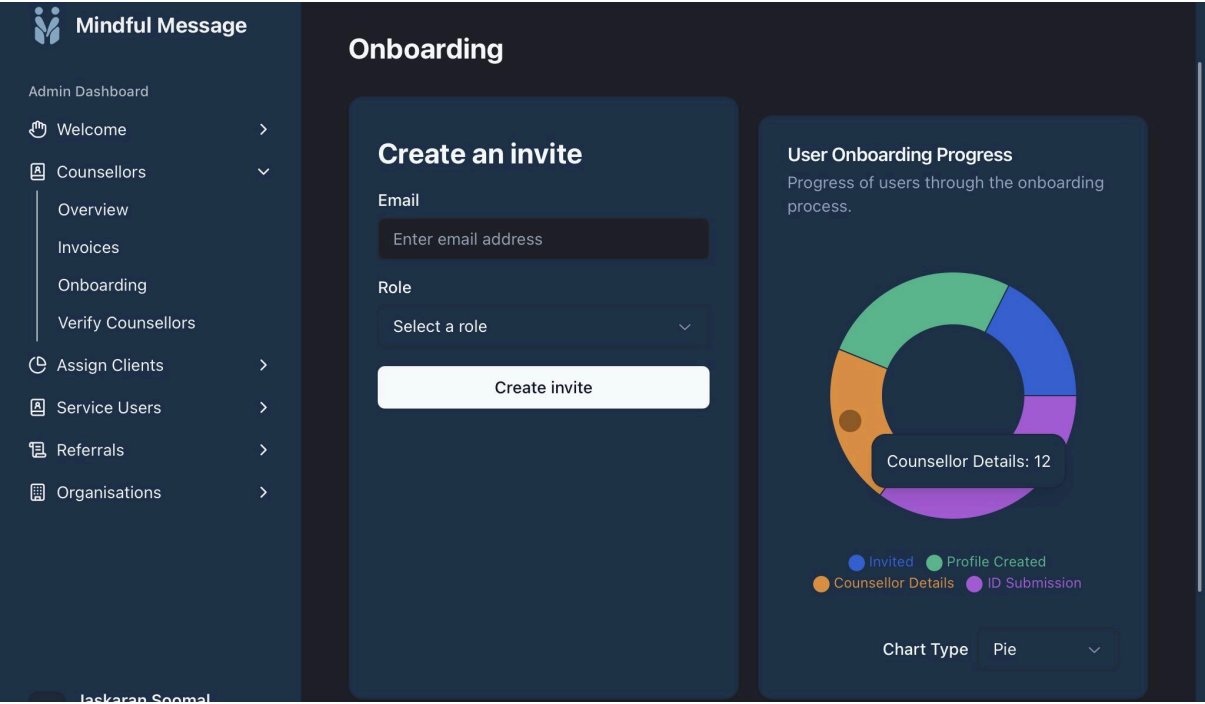 Mindful Message
Admin Dashboard
Welcome
Counsellors
Overview
Invoices
Onboarding
Verify Counsellors
Assign Clients
Service Users
Referrals
Organisations
Jaskaran Soomal
Onboarding
Create an invite
Email
Enter email address
Role
Select a role
Create invite
User Onboarding Progress
Progress of users through the onboarding
process.
Counsellor Details: 12
Invited Profile Created
Counsellor Details ID Submission
Chart Type Pie